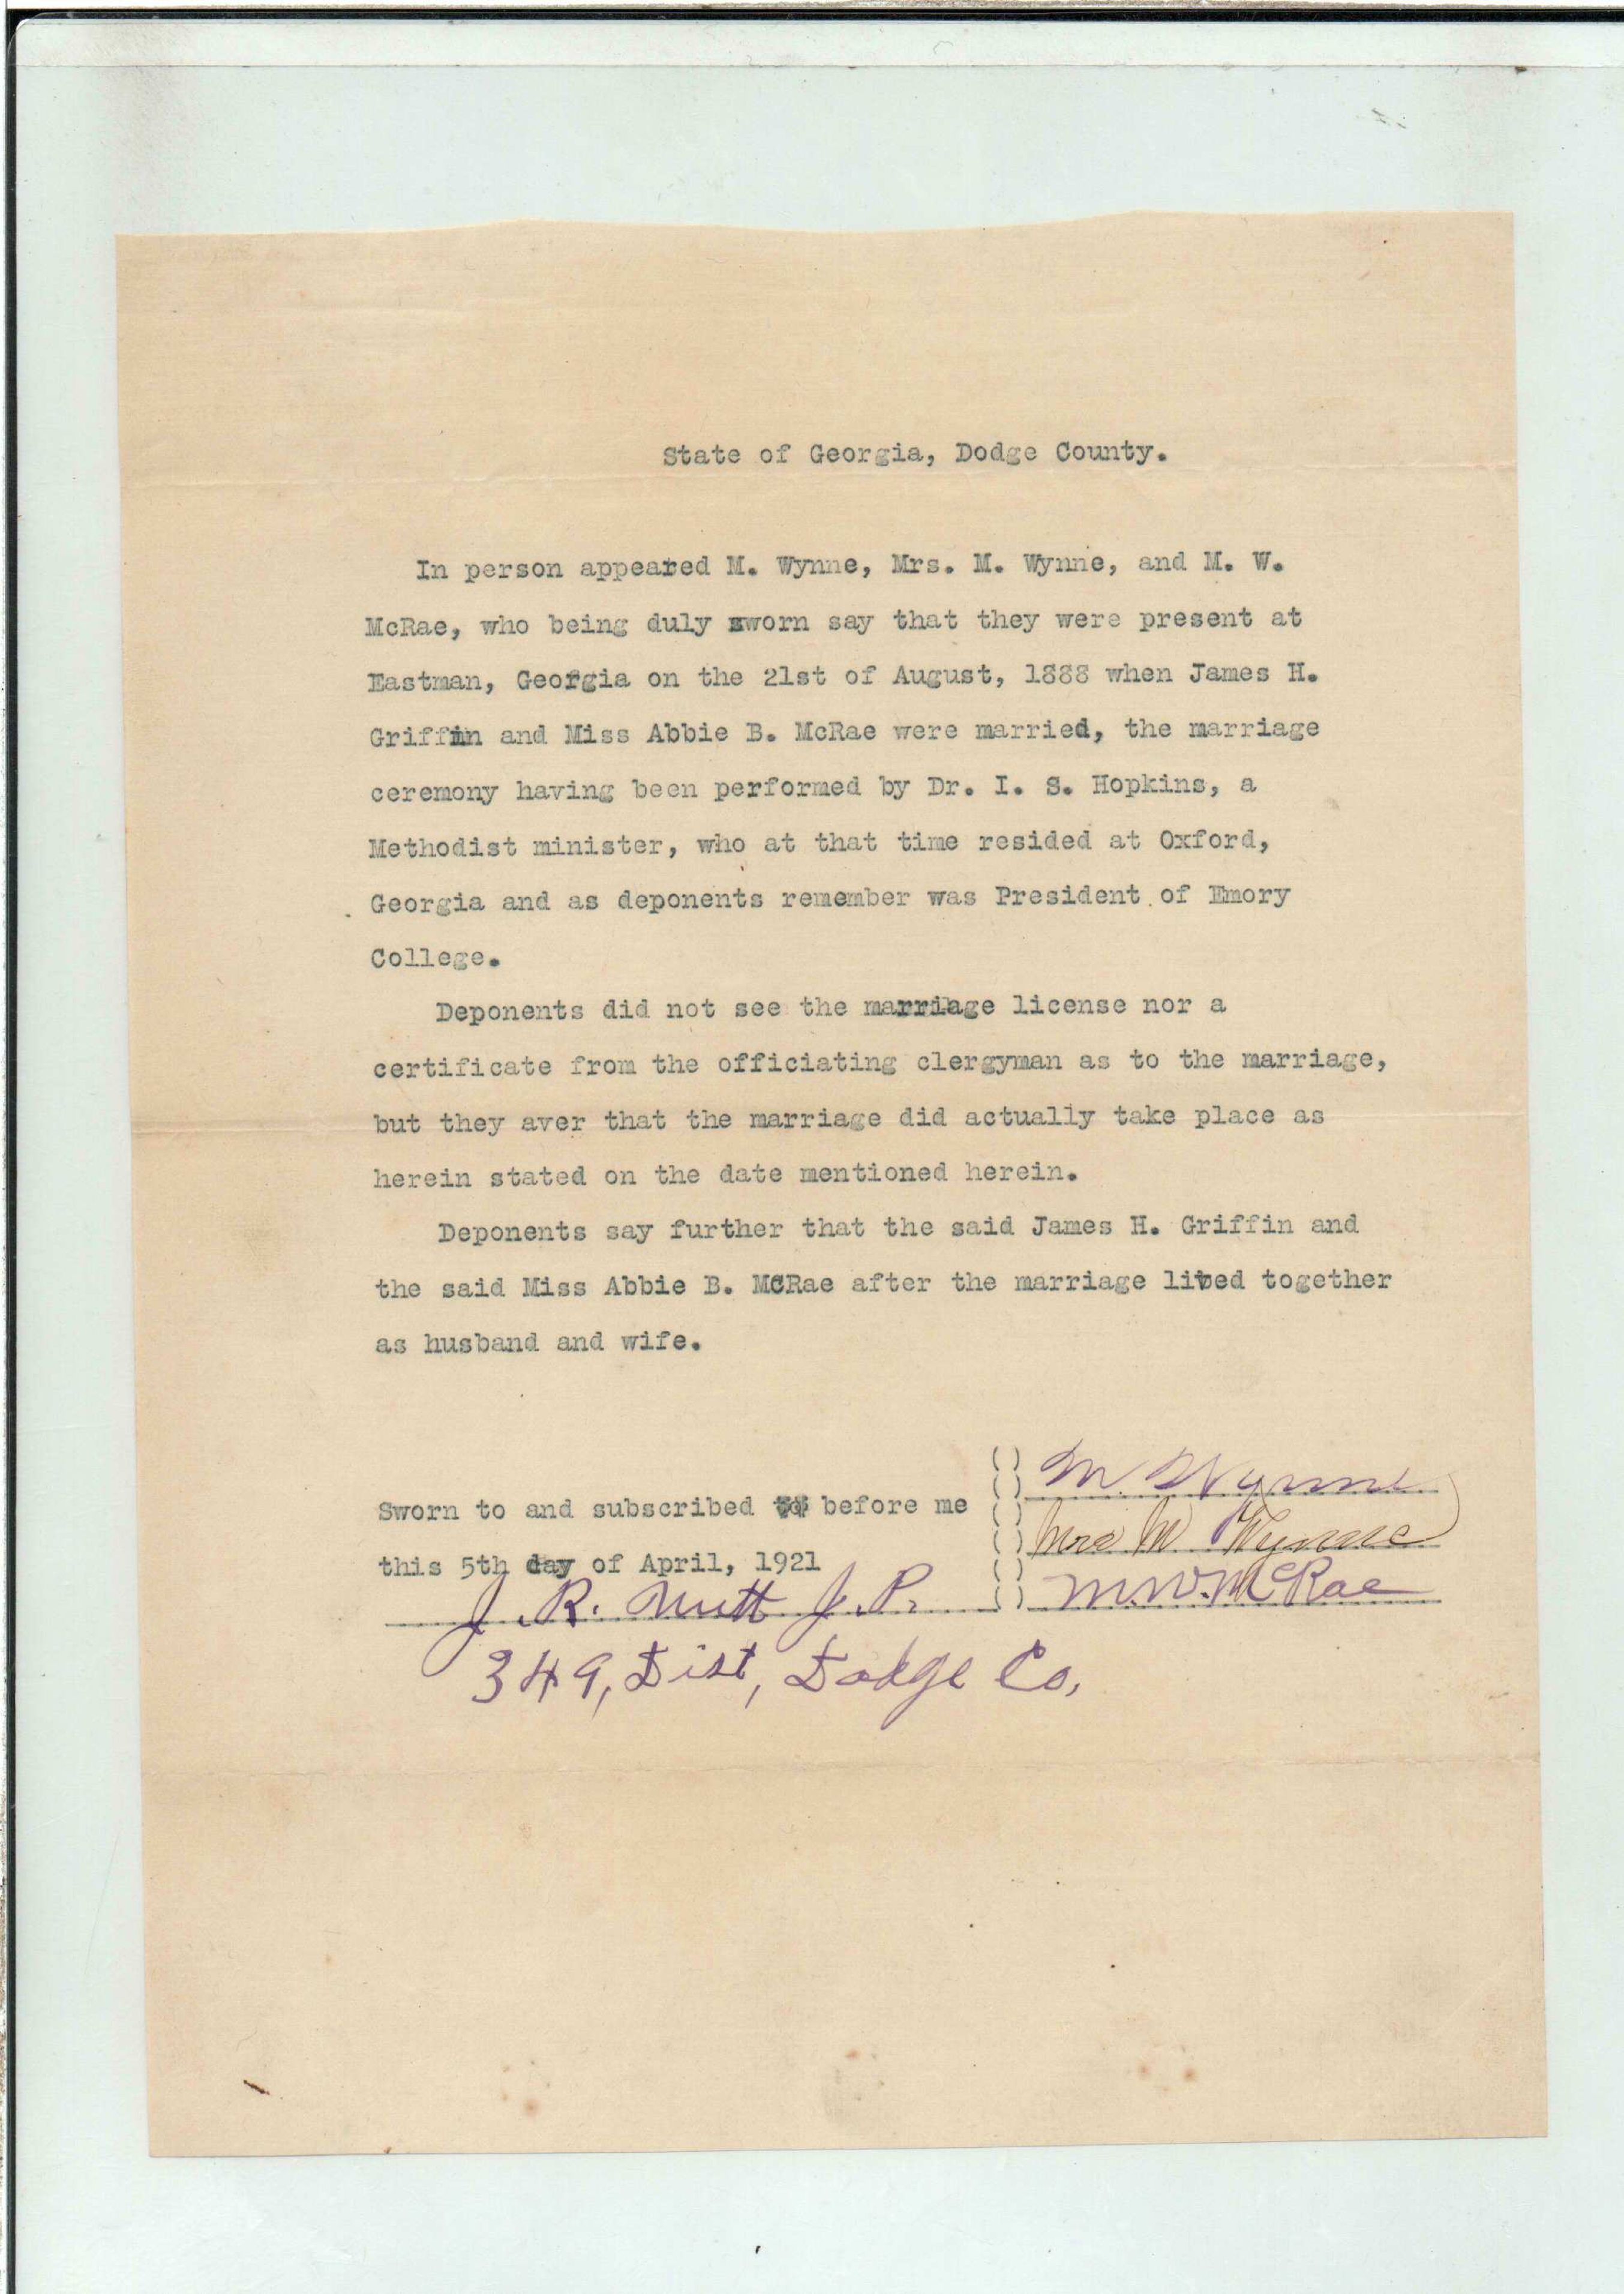 State of Georgia, Dodge County.
In person appeared M. Wynne, Mrs. M. Wynne, and M. W.
McRae, who being duly sworn say that they were present at
Eastman, Georgia on the 21st of August, 1888 when James H.
Griffin and Miss Abbie B. McRae were married, the marriage
ceremony having been performed by Dr. I. S. Hopkins, a
Methodist minister, who at that time resided at Oxford,
Georgia and as deponents remember was President of Emory
College.
Deponents did not see the marriage license nor a
certificate from the officiating clergyman as to the marriage,
but they aver that the marriage did actually take place as
herein stated on the date mentioned herein.
Deponents say further that the said James H. Griffin and
the said Miss Abbie B. McRae after the marriage lived together
as husband and wife.
Sworn to and subscribed before me
this 5th day of April, 1921
J. R. Nutt J. P.
349, Dist, Dodge Co,
M. Wynne
Mrs M Wynne
M. W. McRae